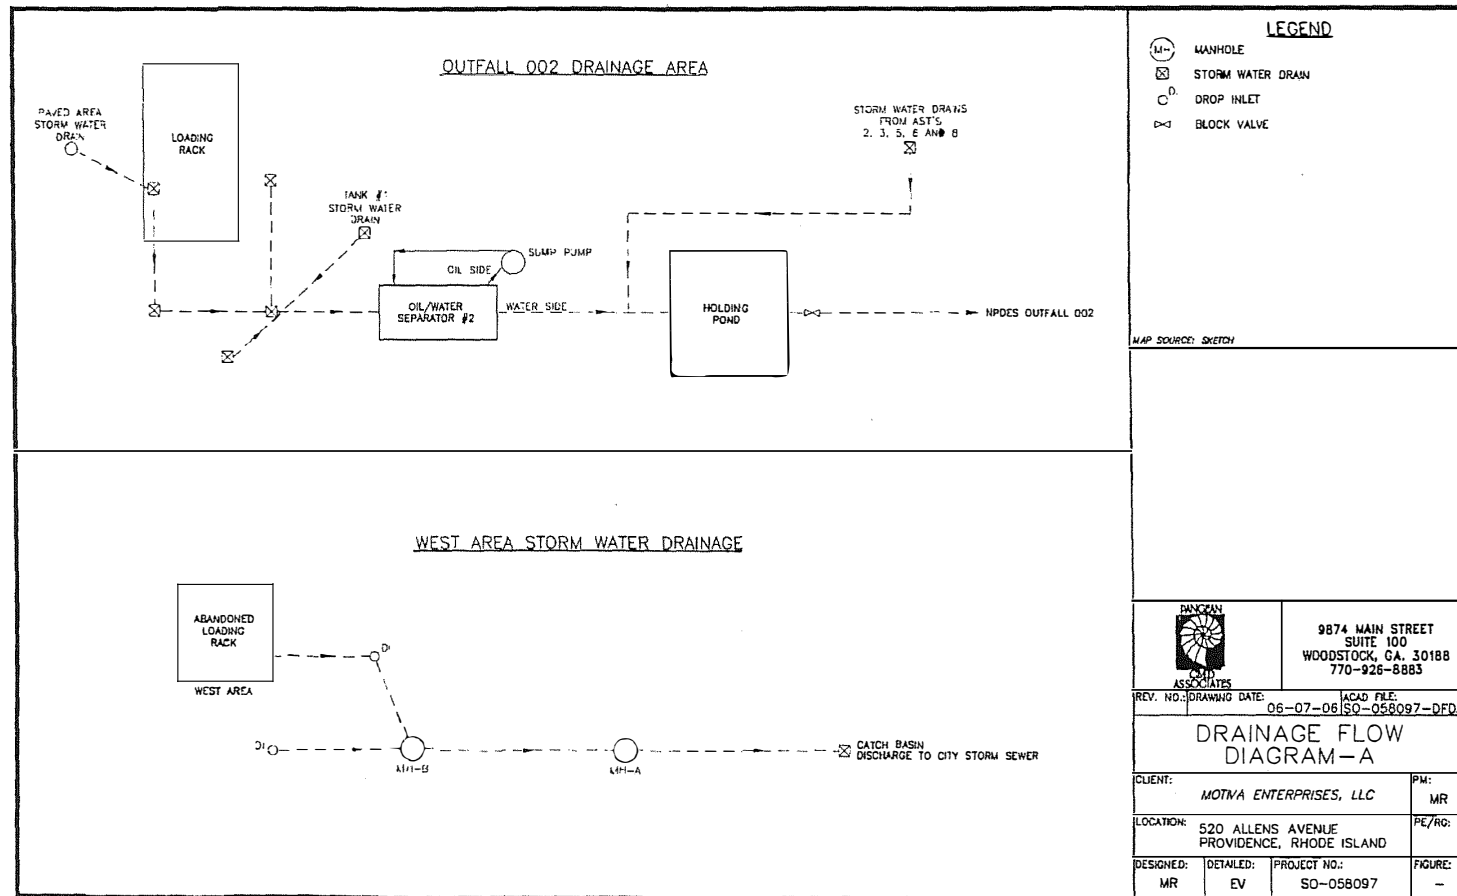 OUTFALL 002 DRAINAGE AREA
PAVED AREA
STORM WATER
DRAIN
LOADING
RACK
TANK #1
STORM WATER
DRAIN
SUMP PUMP
OIL SIDE
OIL/WATER
SEPARATOR #2
WATER SIDE
STORM WATER DRAINS
FROM AST'S
2, 3, 5, 6 AND 8
HOLDING
POND
NPDES OUTFALL 002
WEST AREA STORM WATER DRAINAGE
ABANDONED
LOADING
RACK
WEST AREA
DI
DI
MH-B
MH-A
CATCH BASIN
DISCHARGE TO CITY STORM SEWER
LEGEND
MH
MANHOLE
STORM WATER DRAIN
DROP INLET
BLOCK VALVE
MAP SOURCE: SKETCH
PANGEAN
CMD
ASSOCIATES
9874 MAIN STREET
SUITE 100
WOODSTOCK, GA. 30188
770-926-8883
REV. NO.:
DRAWING DATE:
06-07-06
ACAD FILE:
SO-058097-DFD
DRAINAGE FLOW
DIAGRAM-A
CLIENT:
MOTIVA ENTERPRISES, LLC
PM:
MR
LOCATION:
520 ALLENS AVENUE
PROVIDENCE, RHODE ISLAND
PE/RG:
DESIGNED:
MR
DETAILED:
EV
PROJECT NO.:
SO-058097
FIGURE:
-